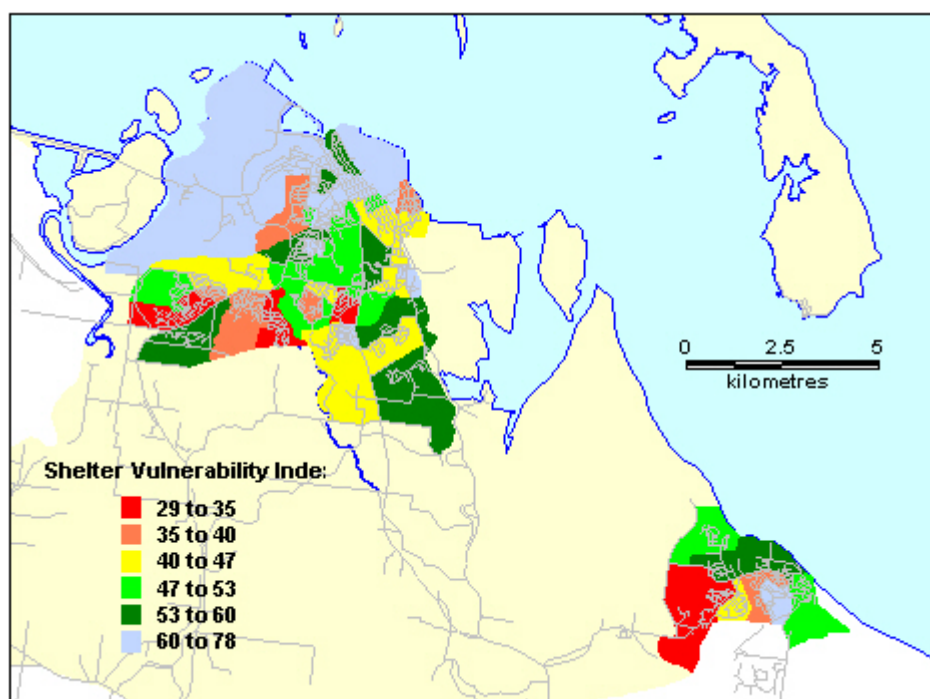 0 2.5 5
kilometres
Shelter Vulnerability Inde:
29 to 35
35 to 40
40 to 47
47 to 53
53 to 60
60 to 78